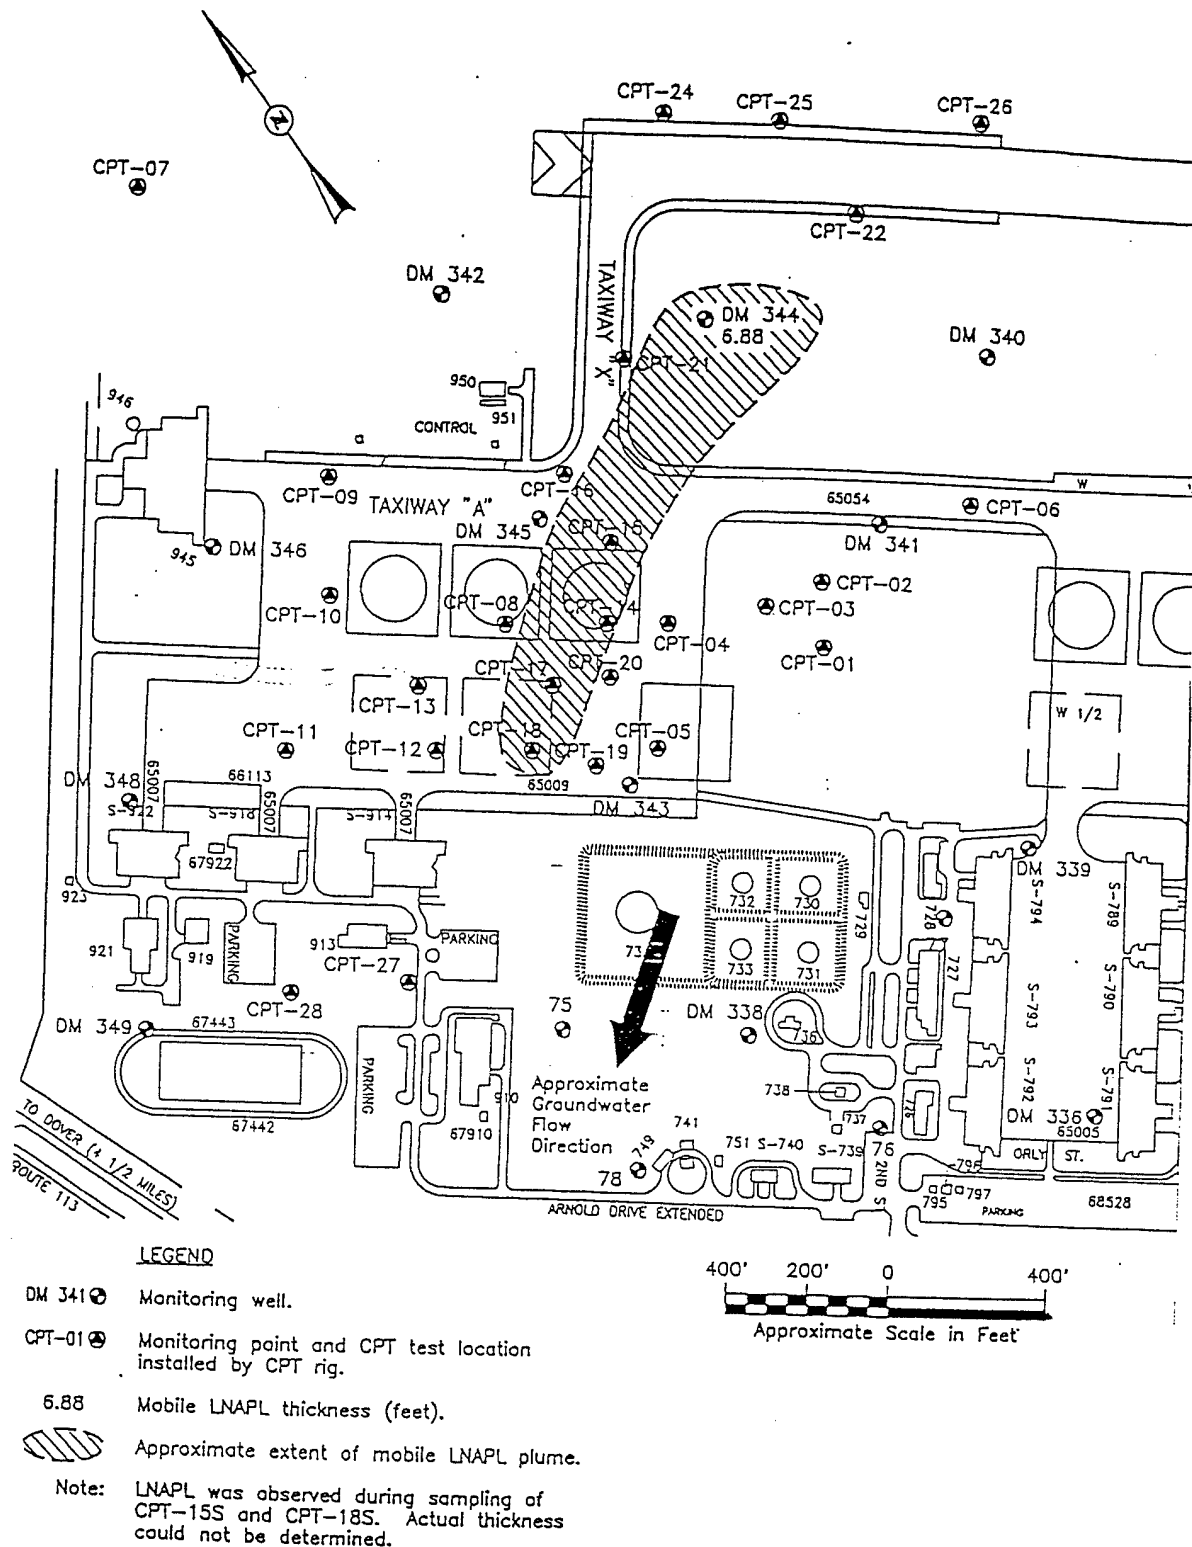 CPT-24
CPT-25
CPT-26
N
CPT-07
CPT-22
DM 342
TAXIWAY "X"
DM 344
6.88
DM 340
CPT-21
950
951
946
CONTROL
CPT-09
CPT-16
TAXIWAY "A"
65054
W
CPT-06
DM 345
CPT-15
DM 341
945
DM 346
CPT-02
CPT-10
CPT-08
CPT-03
CPT-04
CPT-01
CPT-17
CPT-20
CPT-13
W 1/2
CPT-11
CPT-12
CPT-18
CPT-19
CPT-05
DM 348
65007
66113
65007
65007
65009
DM 343
S-922
S-918
S-914
67922
DM 339
923
732
730
729
728
S-794
S-789
921
919
PARKING
913
PARKING
733
731
727
CPT-27
CPT-28
S-793
S-790
DM 349
67443
75
DM 338
736
PARKING
910
738
737
726
S-792
S-791
67442
67910
Approximate
Groundwater
Flow
Direction
741
749
751
S-740
S-739
76
DM 336
65005
ORLY ST.
TO DOVER (4 1/2 MILES)
ROUTE 113
78
2ND S
796
795
797
PARKING
68528
ARNOLD DRIVE EXTENDED
LEGEND
400' 200' 0 400'
Approximate Scale in Feet
DM 341 Monitoring well.
CPT-01 Monitoring point and CPT test location
installed by CPT rig.
6.88 Mobile LNAPL thickness (feet).
Approximate extent of mobile LNAPL plume.
Note: LNAPL was observed during sampling of
CPT-15S and CPT-18S. Actual thickness
could not be determined.